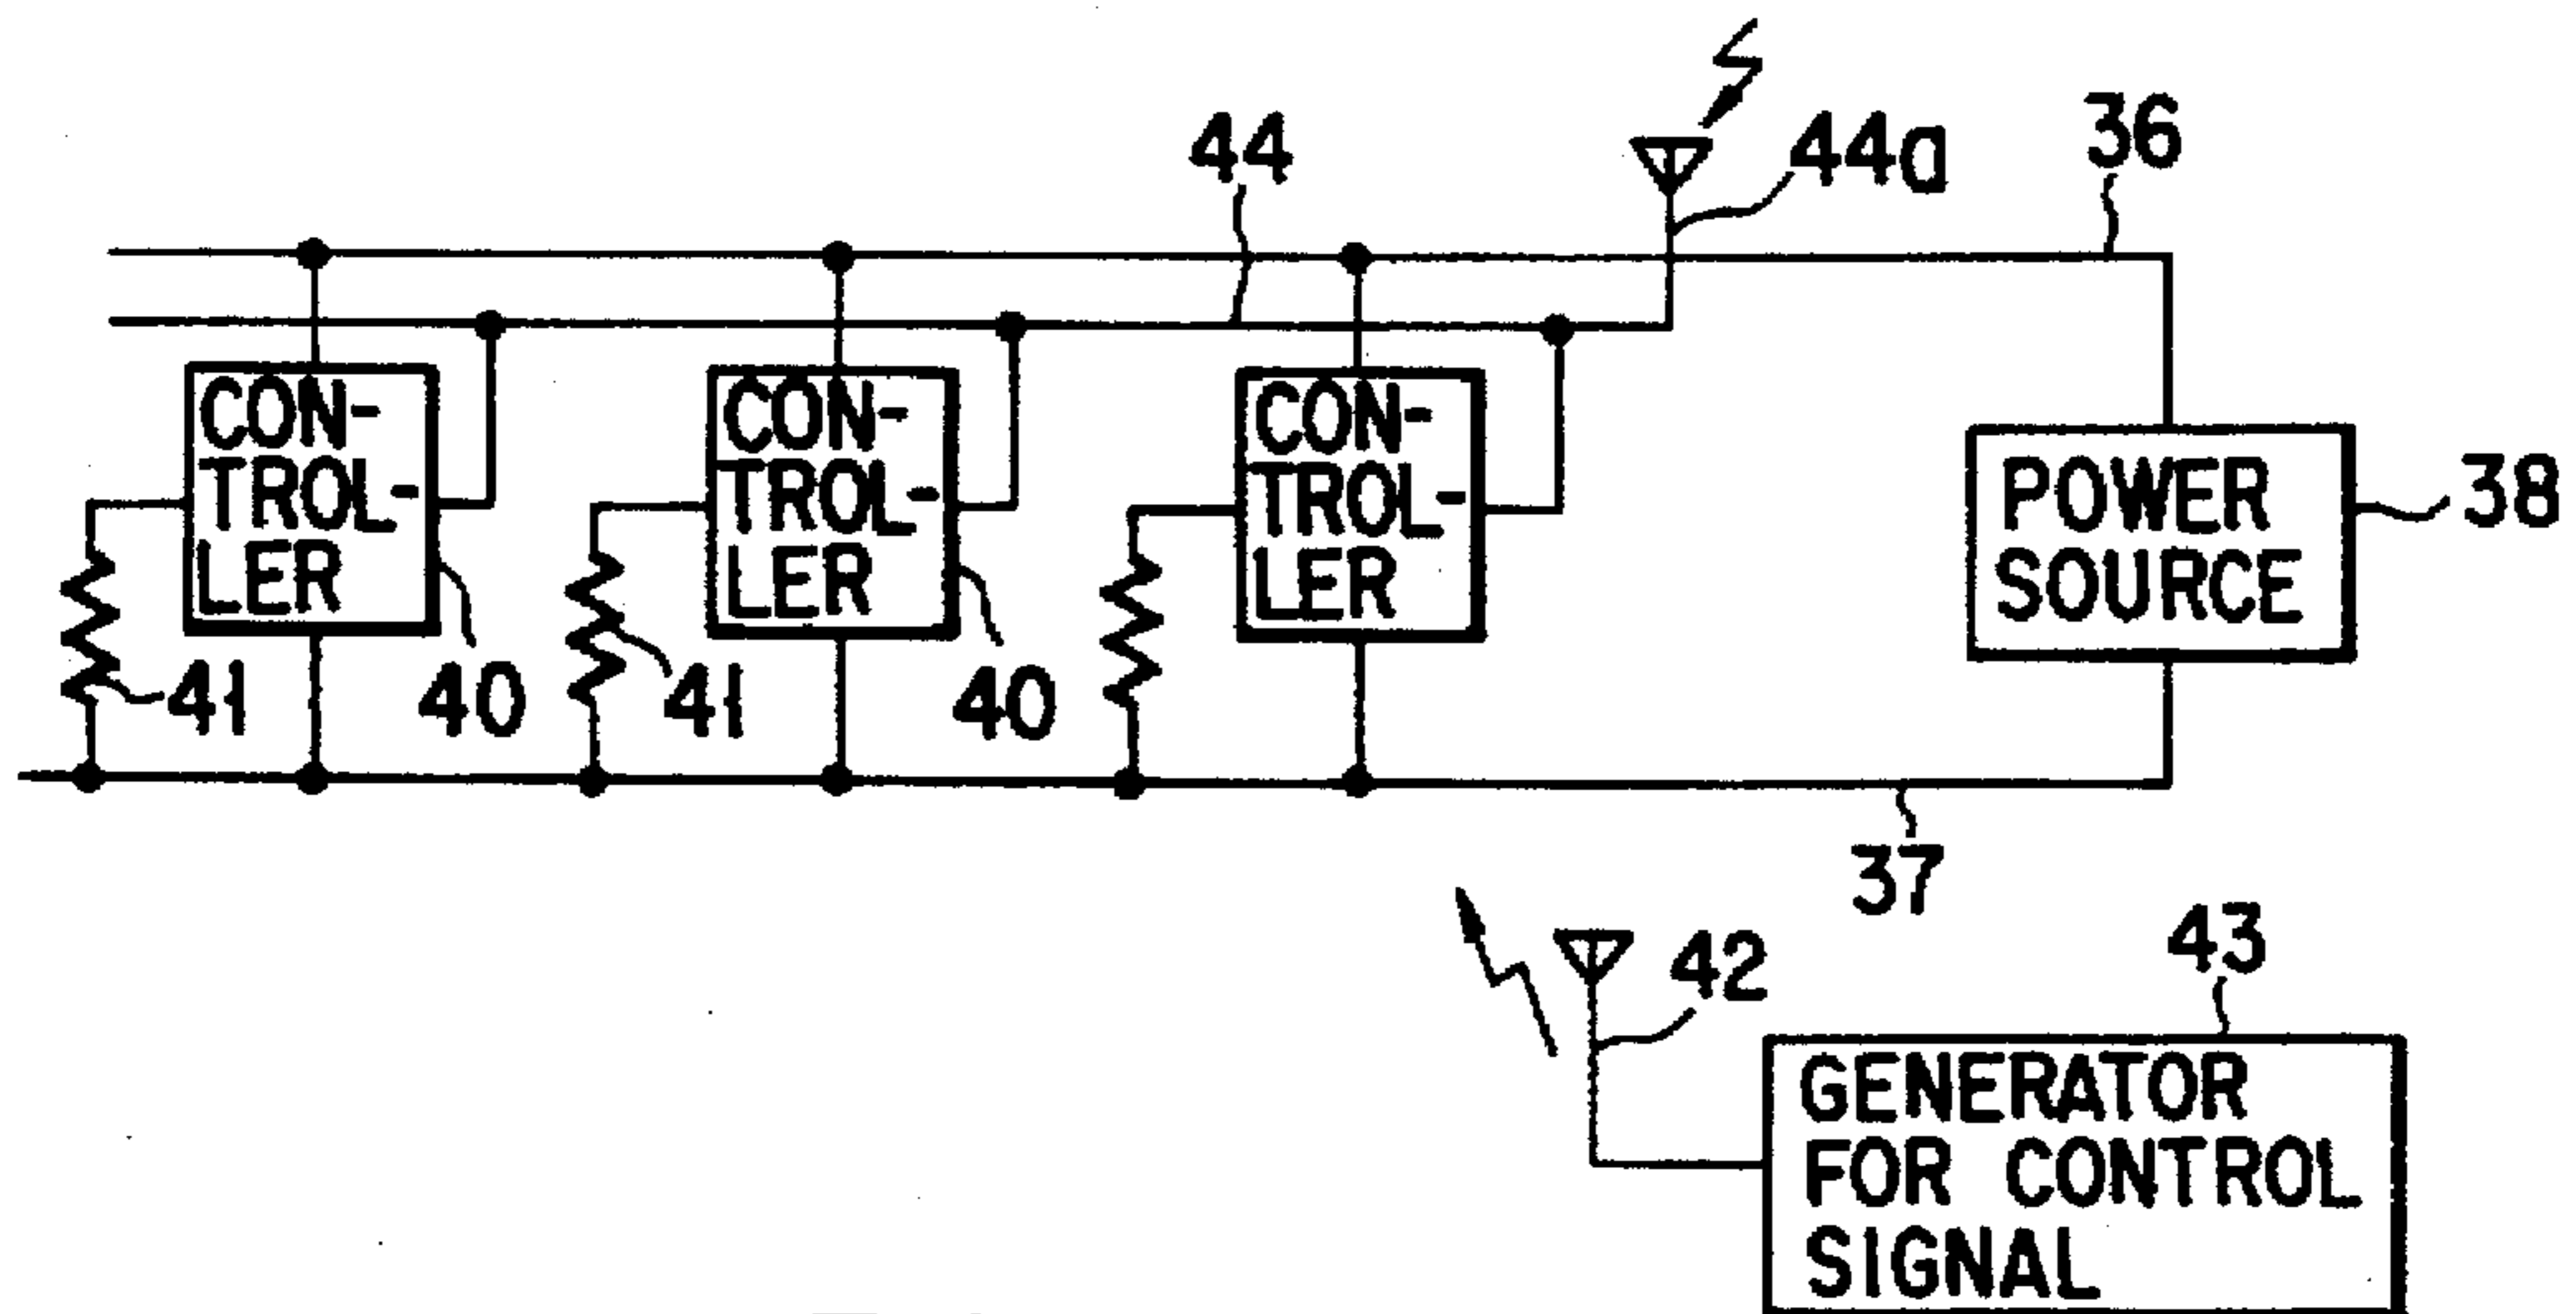 44
44a
36
CON-
TROL-
LER
CON-
TROL-
LER
CON-
TROL-
LER
POWER
SOURCE
38
41
40
41
40
37
42
43
GENERATOR
FOR CONTROL
SIGNAL